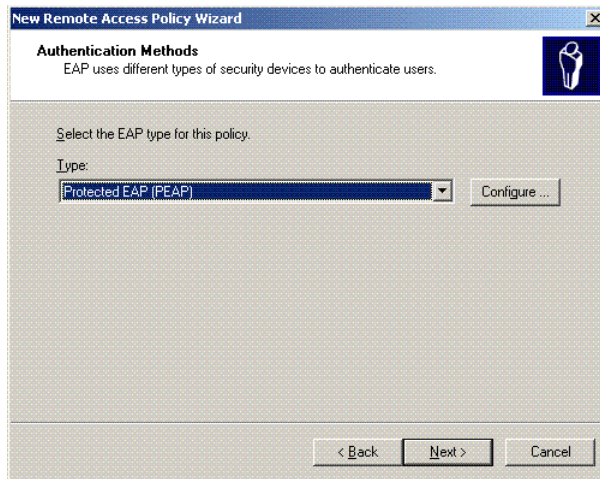 New Remote Access Policy Wizard
Authentication Methods
EAP uses different types of security devices to authenticate users.
Select the EAP type for this policy.
Type:
Protected EAP (PEAP)
Configure ...
< Back
Next >
Cancel